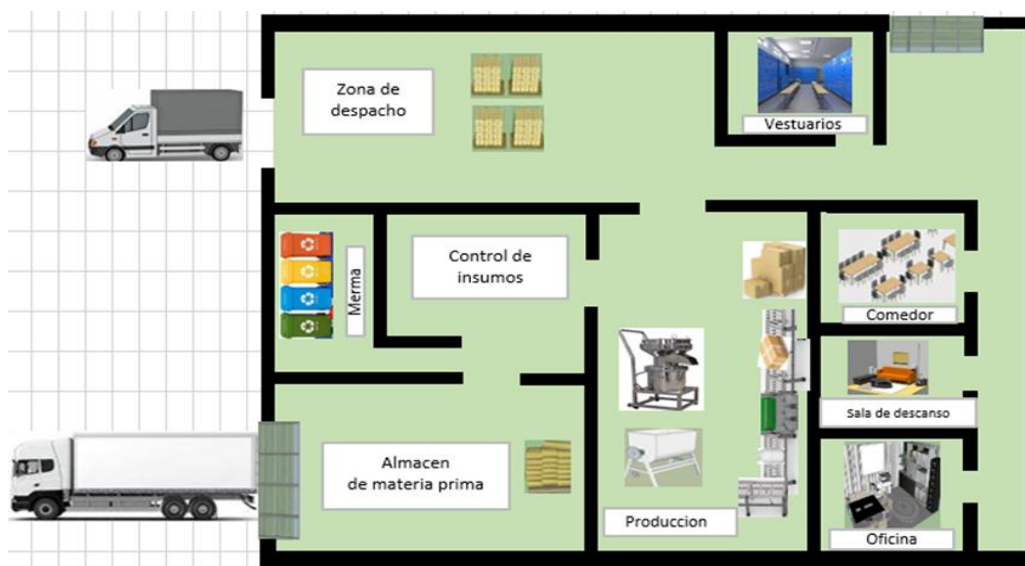 Zona de
despacho
Vestuarios
Merma
Control de
insumos
Comedor
Sala de descanso
Almacen
de materia prima
Produccion
Oficina